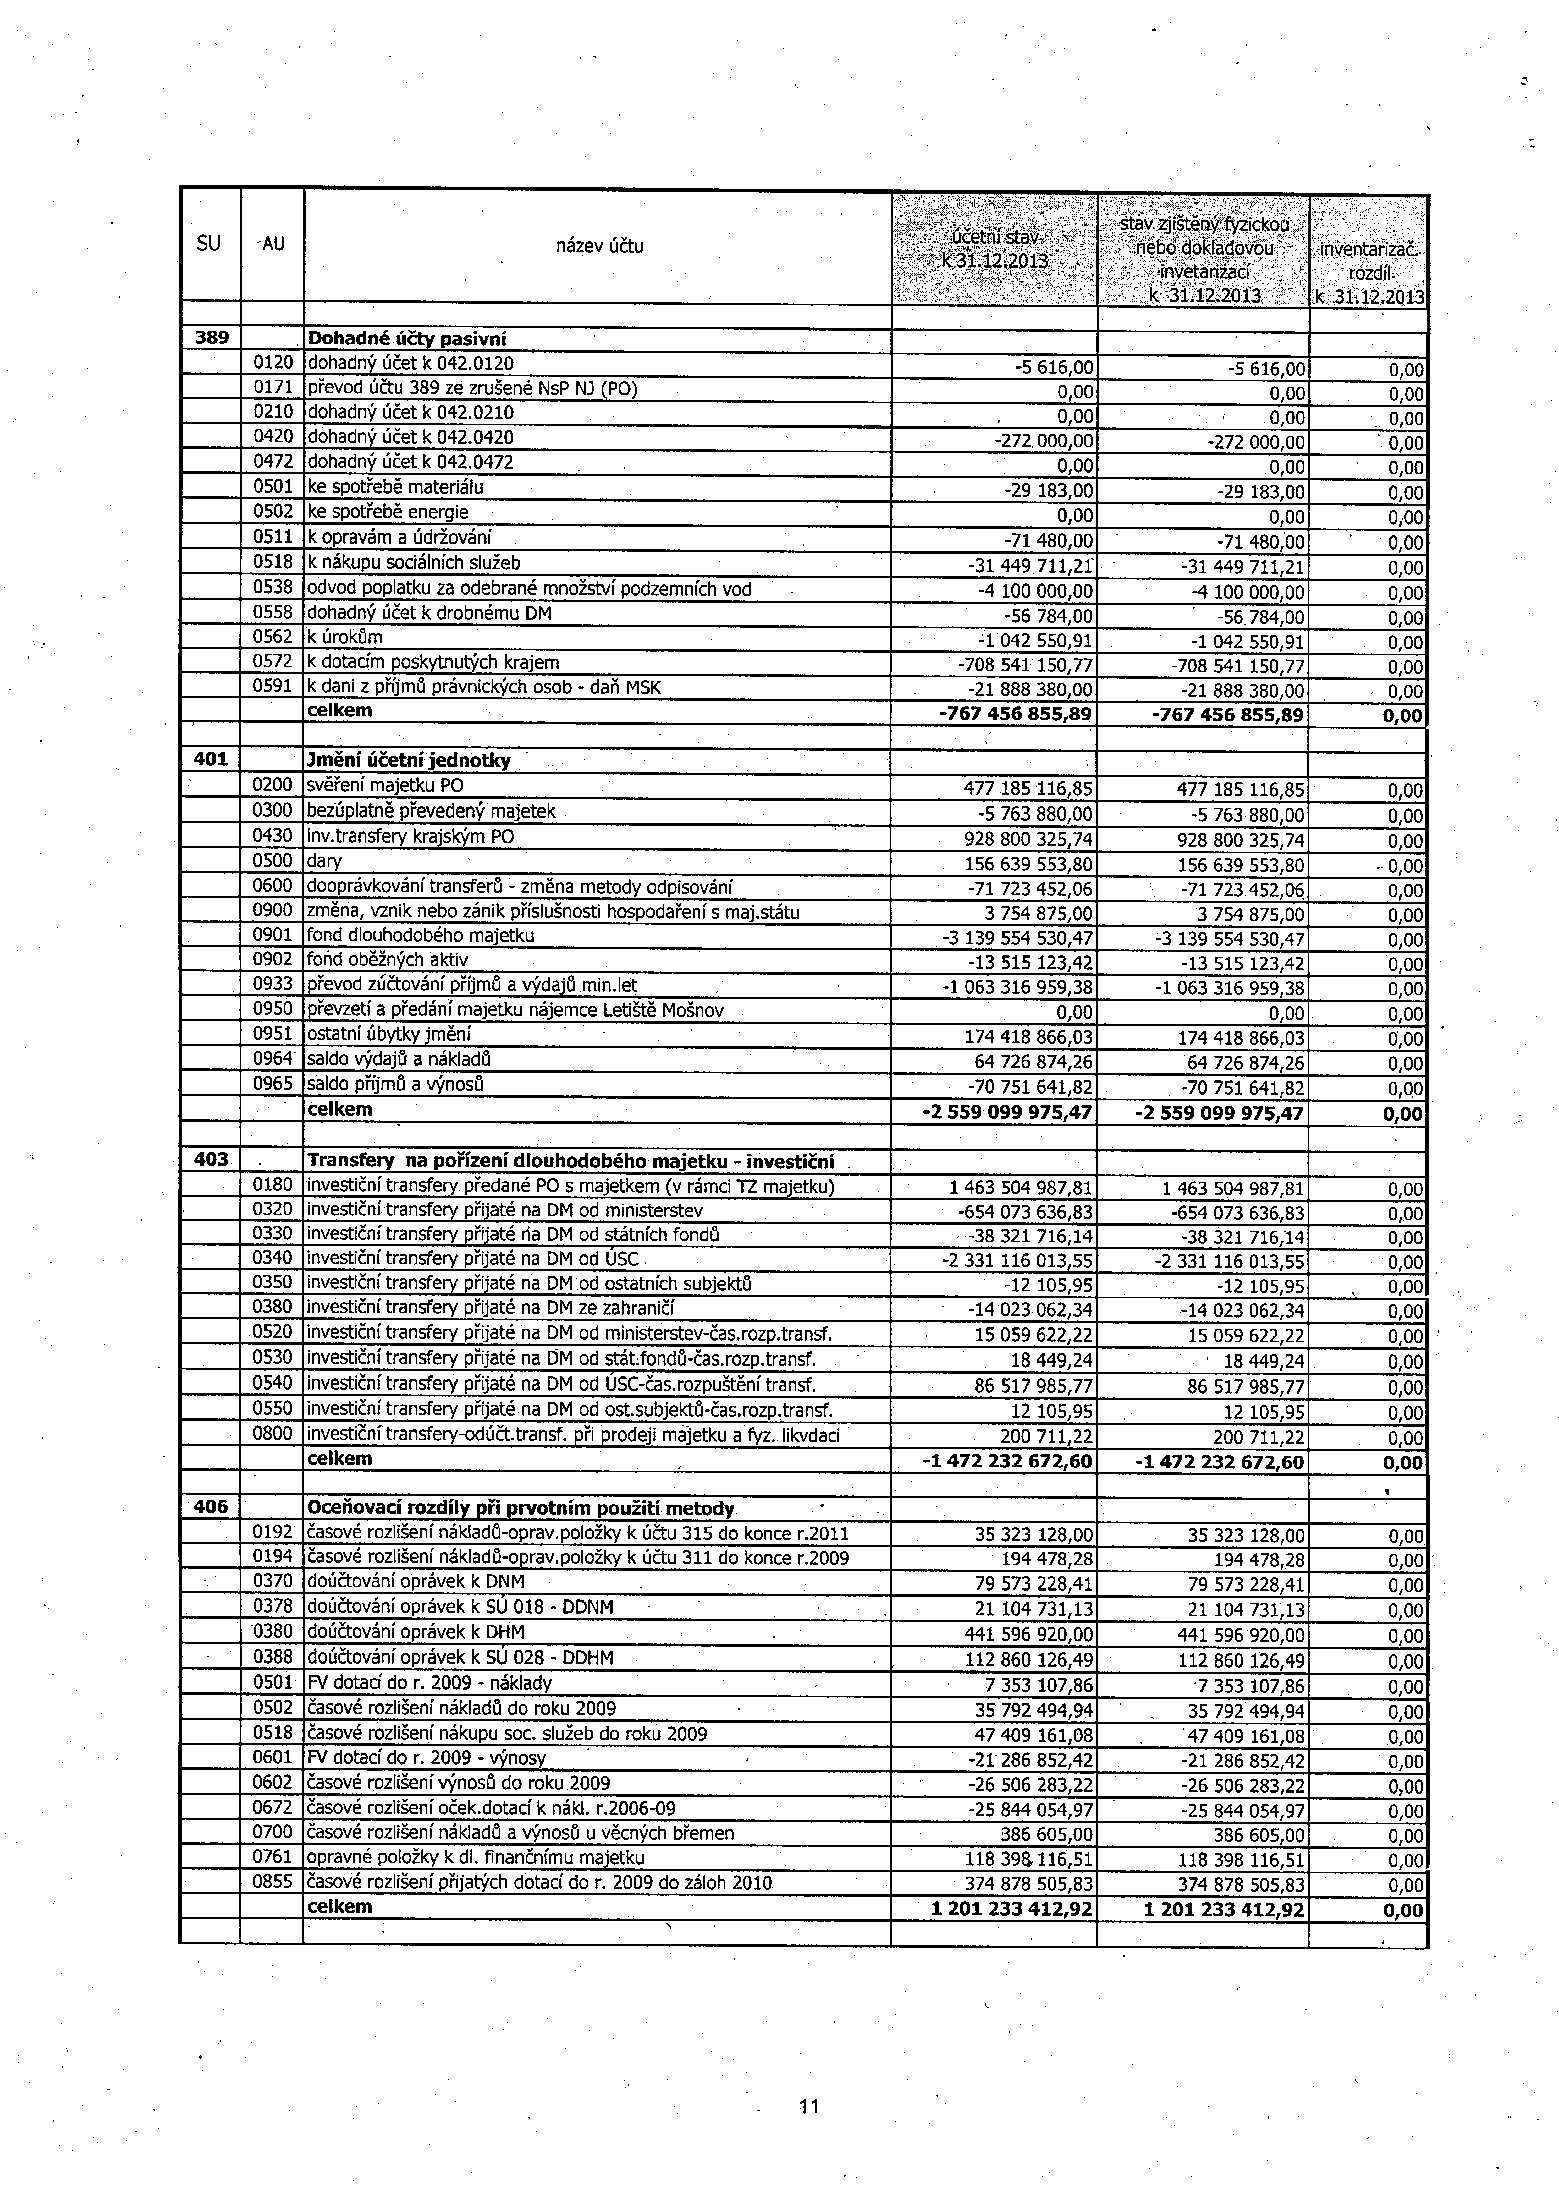 SU AU název účtu účetní stav k 31.12.2013 stav zjištěný fyzickou nebo dokladovou invetarizací k 31.12.2013 inventarizač. rozdíl k 31.12.2013
389 Dohadné účty pasivní
0120 dohadný účet k 042.0120 -5 616,00 -5 616,00 0,00
0171 převod účtu 389 ze zrušené NsP NJ (PO) 0,00 0,00 0,00
0210 dohadný účet k 042.0210 0,00 0,00 0,00
0420 dohadný účet k 042.0420 -272 000,00 -272 000,00 0,00
0472 dohadný účet k 042.0472 0,00 0,00 0,00
0501 ke spotřebě materiálu -29 183,00 -29 183,00 0,00
0502 ke spotřebě energie 0,00 0,00 0,00
0511 k opravám a údržování -71 480,00 -71 480,00 0,00
0518 k nákupu sociálních služeb -31 449 711,21 -31 449 711,21 0,00
0538 odvod poplatku za odebrané množství podzemních vod -4 100 000,00 -4 100 000,00 0,00
0558 dohadný účet k drobnému DM -56 784,00 -56 784,00 0,00
0562 k úrokům -1 042 550,91 -1 042 550,91 0,00
0572 k dotacím poskytnutých krajem -708 541 150,77 -708 541 150,77 0,00
0591 k dani z příjmů právnických osob - daň MSK -21 888 380,00 -21 888 380,00 0,00
celkem -767 456 855,89 -767 456 855,89 0,00
401 Jmění účetní jednotky
0200 svěření majetku PO 477 185 116,85 477 185 116,85 0,00
0300 bezúplatně převedený majetek -5 763 880,00 -5 763 880,00 0,00
0430 inv.transfery krajským PO 928 800 325,74 928 800 325,74 0,00
0500 dary 156 639 553,80 156 639 553,80 0,00
0600 dooprávkování transferů - změna metody odpisování -71 723 452,06 -71 723 452,06 0,00
0900 změna, vznik nebo zánik příslušnosti hospodaření s maj.státu 3 754 875,00 3 754 875,00 0,00
0901 fond dlouhodobého majetku -3 139 554 530,47 -3 139 554 530,47 0,00
0902 fond oběžných aktiv -13 515 123,42 -13 515 123,42 0,00
0933 převod zúčtování příjmů a výdajů min.let -1 063 316 959,38 -1 063 316 959,38 0,00
0950 převzetí a předání majetku nájemce Letiště Mošnov 0,00 0,00 0,00
0951 ostatní úbytky jmění 174 418 866,03 174 418 866,03 0,00
0964 saldo výdajů a nákladů 64 726 874,26 64 726 874,26 0,00
0965 saldo příjmů a výnosů -70 751 641,82 -70 751 641,82 0,00
celkem -2 559 099 975,47 -2 559 099 975,47 0,00
403 Transfery na pořízení dlouhodobého majetku - investiční
0180 investiční transfery předané PO s majetkem (v rámci TZ majetku) 1 463 504 987,81 1 463 504 987,81 0,00
0320 investiční transfery přijaté na DM od ministerstev -654 073 636,83 -654 073 636,83 0,00
0330 investiční transfery přijaté na DM od státních fondů -38 321 716,14 -38 321 716,14 0,00
0340 investiční transfery přijaté na DM od ÚSC -2 331 116 013,55 -2 331 116 013,55 0,00
0350 investiční transfery přijaté na DM od ostatních subjektů -12 105,95 -12 105,95 0,00
0380 investiční transfery přijaté na DM ze zahraničí -14 023 062,34 -14 023 062,34 0,00
0520 investiční transfery přijaté na DM od ministerstev-čas.rozp.transf. 15 059 622,22 15 059 622,22 0,00
0530 investiční transfery přijaté na DM od stát.fondů-čas.rozp.transf. 18 449,24 18 449,24 0,00
0540 investiční transfery přijaté na DM od ÚSC-čas.rozpuštění transf. 86 517 985,77 86 517 985,77 0,00
0550 investiční transfery přijaté na DM od ost.subjektů-čas.rozp.transf. 12 105,95 12 105,95 0,00
0800 investiční transfery-odúčt.transf. při prodeji majetku a fyz. likvdaci 200 711,22 200 711,22 0,00
celkem -1 472 232 672,60 -1 472 232 672,60 0,00
406 Oceňovací rozdíly při prvotním použití metody
0192 časové rozlišení nákladů-oprav.položky k účtu 315 do konce r.2011 35 323 128,00 35 323 128,00 0,00
0194 časové rozlišení nákladů-oprav.položky k účtu 311 do konce r.2009 194 478,28 194 478,28 0,00
0370 doúčtování oprávek k DNM 79 573 228,41 79 573 228,41 0,00
0378 doúčtování oprávek k SÚ 018 - DDNM 21 104 731,13 21 104 731,13 0,00
0380 doúčtování oprávek k DHM 441 596 920,00 441 596 920,00 0,00
0388 doúčtování oprávek k SÚ 028 - DDHM 112 860 126,49 112 860 126,49 0,00
0501 FV dotací do r. 2009 - náklady 7 353 107,86 7 353 107,86 0,00
0502 časové rozlišení nákladů do roku 2009 35 792 494,94 35 792 494,94 0,00
0518 časové rozlišení nákupu soc. služeb do roku 2009 47 409 161,08 47 409 161,08 0,00
0601 FV dotací do r. 2009 - výnosy -21 286 852,42 -21 286 852,42 0,00
0602 časové rozlišení výnosů do roku 2009 -26 506 283,22 -26 506 283,22 0,00
0672 časové rozlišení oček.dotací k nákl. r.2006-09 -25 844 054,97 -25 844 054,97 0,00
0700 časové rozlišení nákladů a výnosů u věcných břemen 386 605,00 386 605,00 0,00
0761 opravné položky k dl. finančnímu majetku 118 398 116,51 118 398 116,51 0,00
0855 časové rozlišení přijatých dotací do r. 2009 do záloh 2010 374 878 505,83 374 878 505,83 0,00
celkem 1 201 233 412,92 1 201 233 412,92 0,00
11